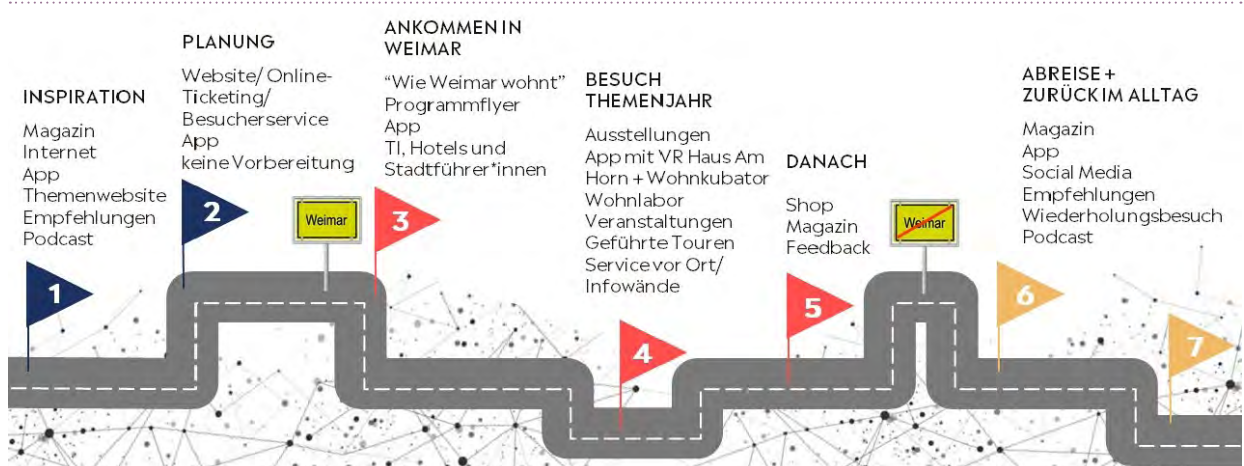 INSPIRATION
Magazin
Internet
App
Themenwebsite
Empfehlungen
Podcast
1
PLANUNG
Website/ Online-
Ticketing/
Besucherservice
App
keine Vorbereitung
2
Weimar
ANKOMMEN IN
WEIMAR
“Wie Weimar wohnt”
Programmflyer
App
TI, Hotels und
Stadtführer*innen
3
BESUCH
THEMENJAHR
Ausstellungen
App mit VR Haus Am
Horn + Wohnkubator
Wohnlabor
Veranstaltungen
Geführte Touren
Service vor Ort/
Infowände
4
DANACH
Shop
Magazin
Feedback
5
Weimar
ABREISE +
ZURÜCK IM ALLTAG
Magazin
App
Social Media
Empfehlungen
Wiederholungsbesuch
Podcast
6
7